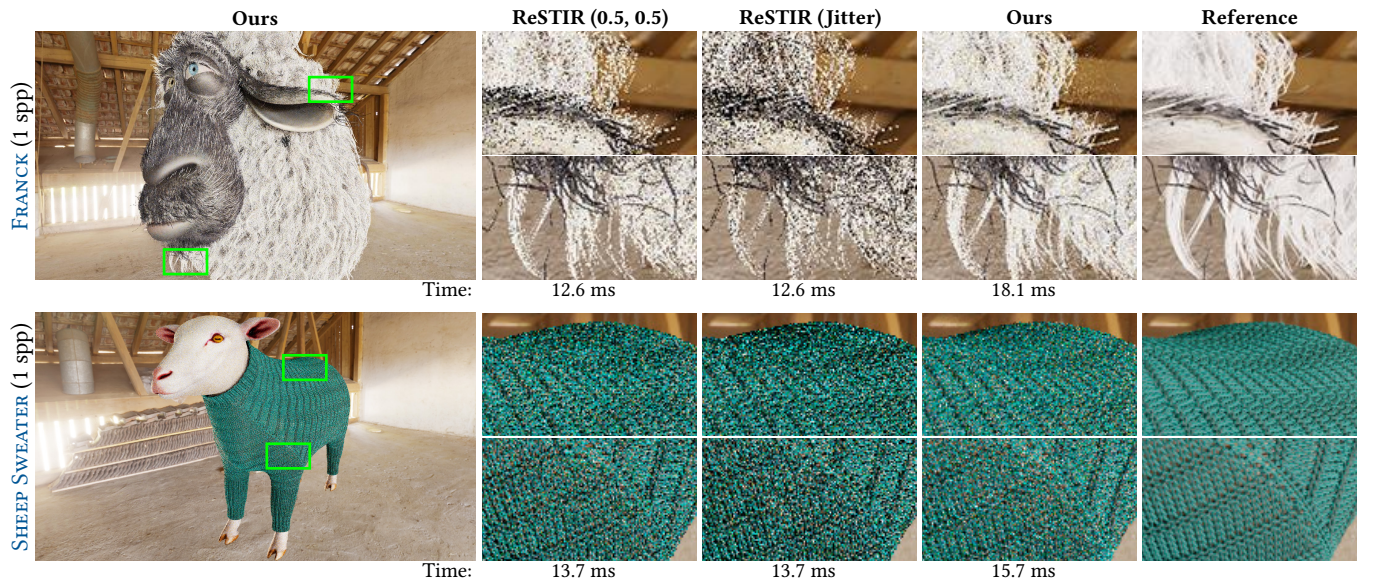 Ours ReSTIR (0.5, 0.5) ReSTIR (Jitter) Ours Reference
FRANCK (1 spp)
Time: 12.6 ms 12.6 ms 18.1 ms
SHEEP SWEATER (1 spp)
Time: 13.7 ms 13.7 ms 15.7 ms